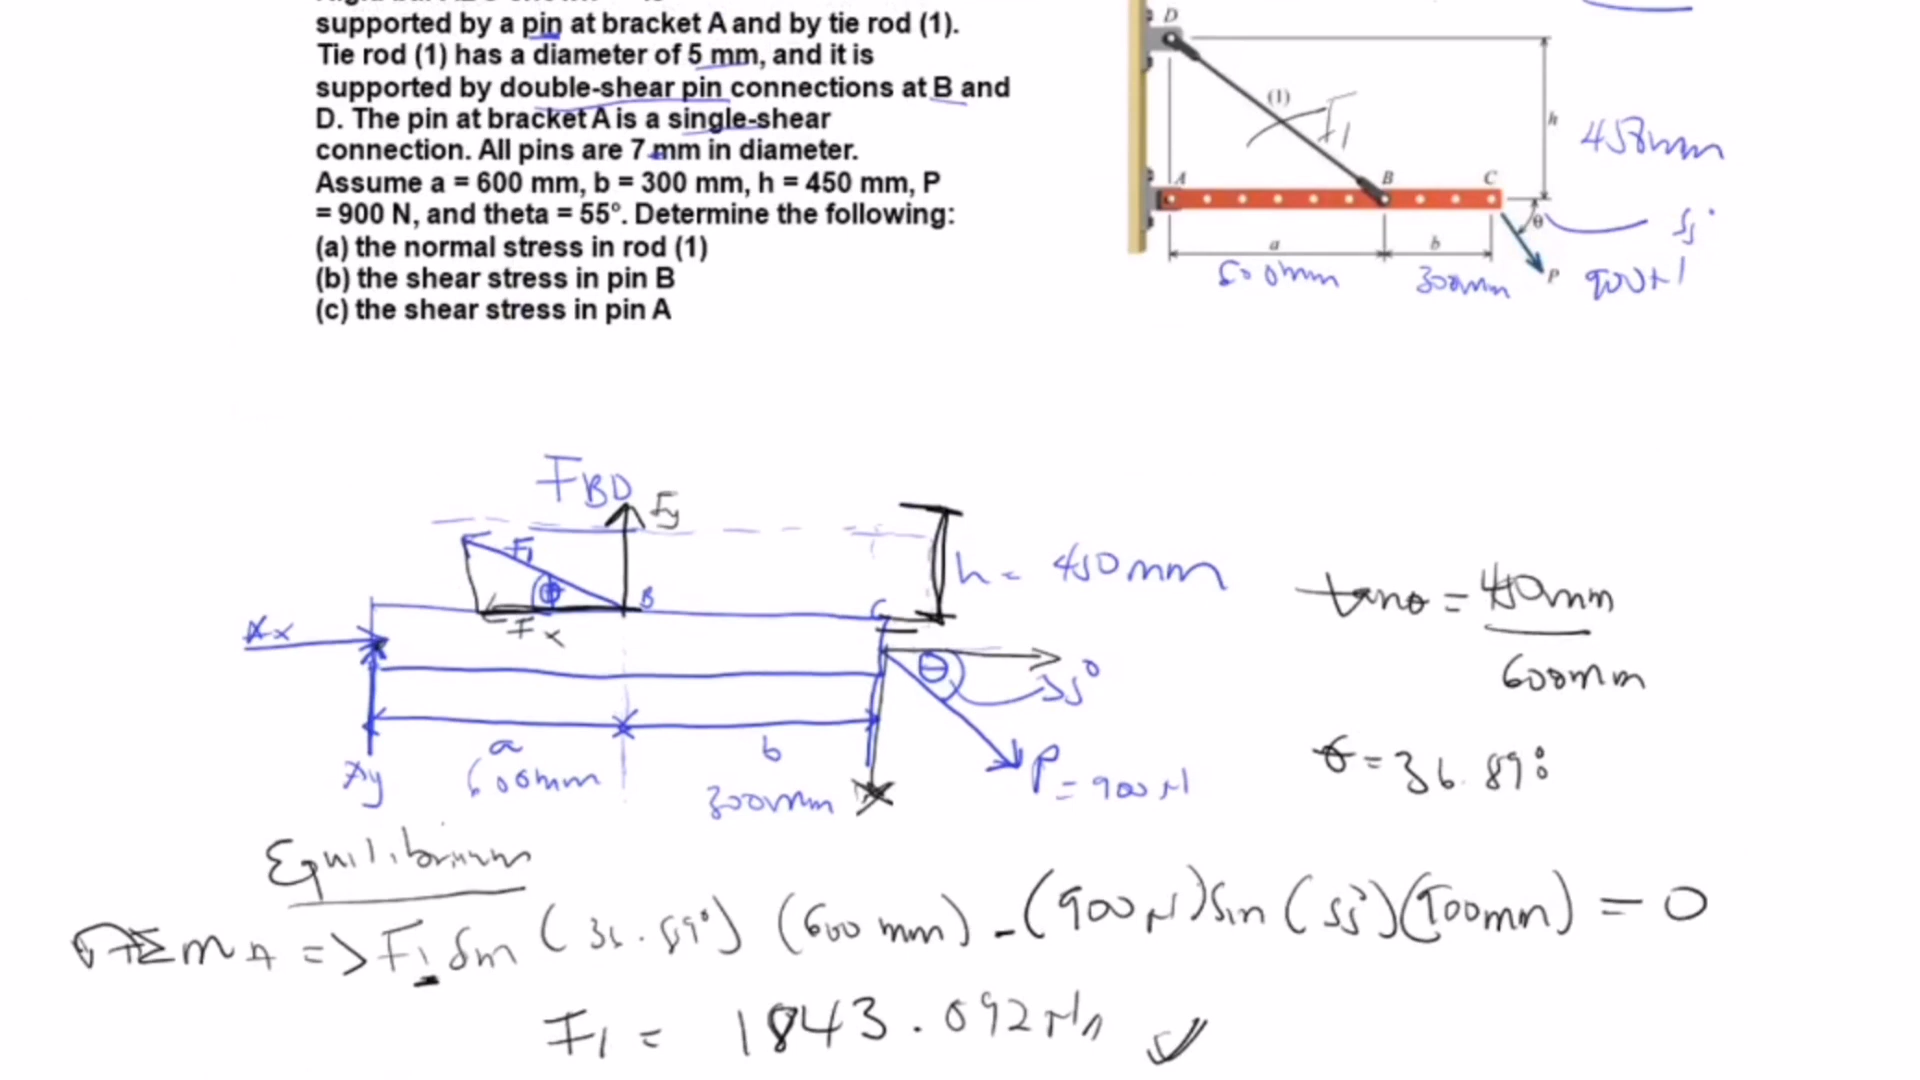 supported by a pin at bracket A and by tie rod (1).
Tie rod (1) has a diameter of 5 mm, and it is
supported by double-shear pin connections at B and
D. The pin at bracket A is a single-shear
connection. All pins are 7 mm in diameter.
Assume a = 600 mm, b = 300 mm, h = 450 mm, P
= 900 N, and theta = 55°. Determine the following:
(a) the normal stress in rod (1)
(b) the shear stress in pin B
(c) the shear stress in pin A
D
(1)
F1
h
450mm
A
B
C
θ
55°
a
b
P
600mm
300mm
900N
FBD
Fy
F1
θ
B
Fx
C
h = 450mm
Ax
θ
55°
Ay
a
600mm
b
300mm
P = 900N
tanθ = 450mm
600mm
θ = 36.89°
Equilibrium
+ΣMA => F1 Sin (36.89°) (600 mm) - (900N) Sin (55°) (900mm) = 0
F1 = 1843.092N